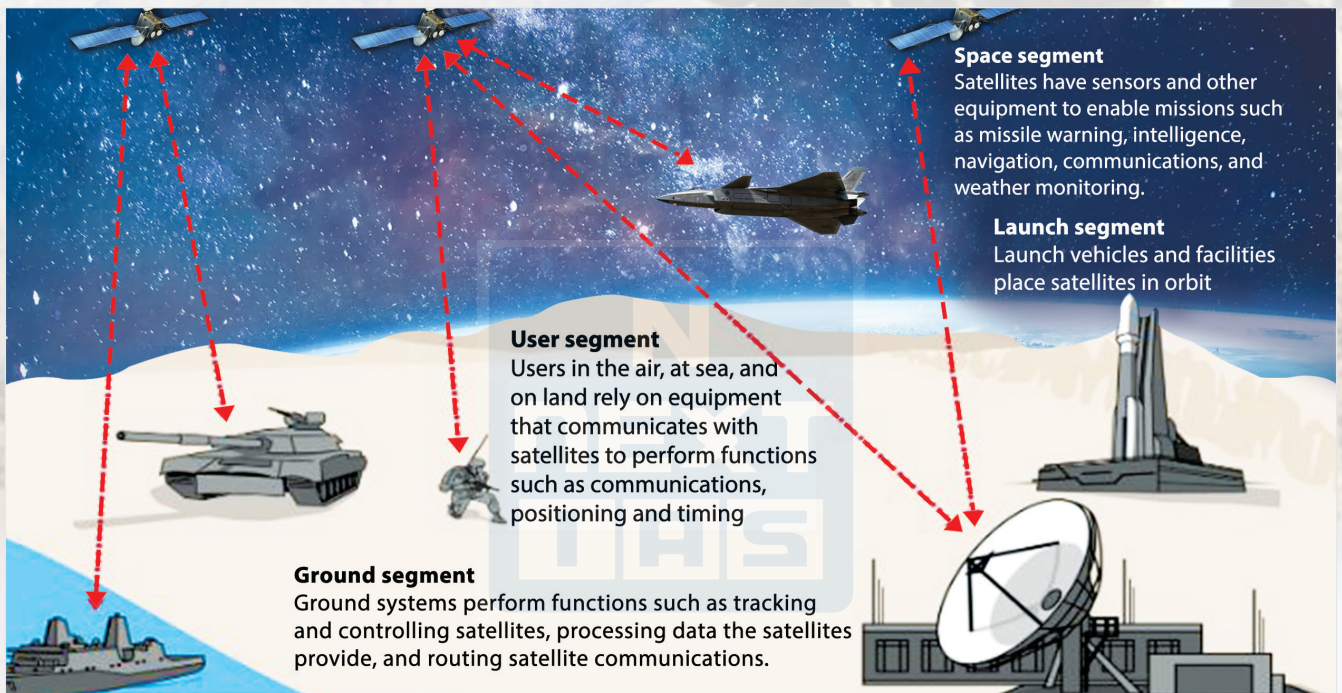 Space segment
Satellites have sensors and other
equipment to enable missions such
as missile warning, intelligence,
navigation, communications, and
weather monitoring.
Launch segment
Launch vehicles and facilities
place satellites in orbit
User segment
Users in the air, at sea, and
on land rely on equipment
that communicates with
satellites to perform functions
such as communications,
positioning and timing
Ground segment
Ground systems perform functions such as tracking
and controlling satellites, processing data the satellites
provide, and routing satellite communications.
N
NEXT
IAS